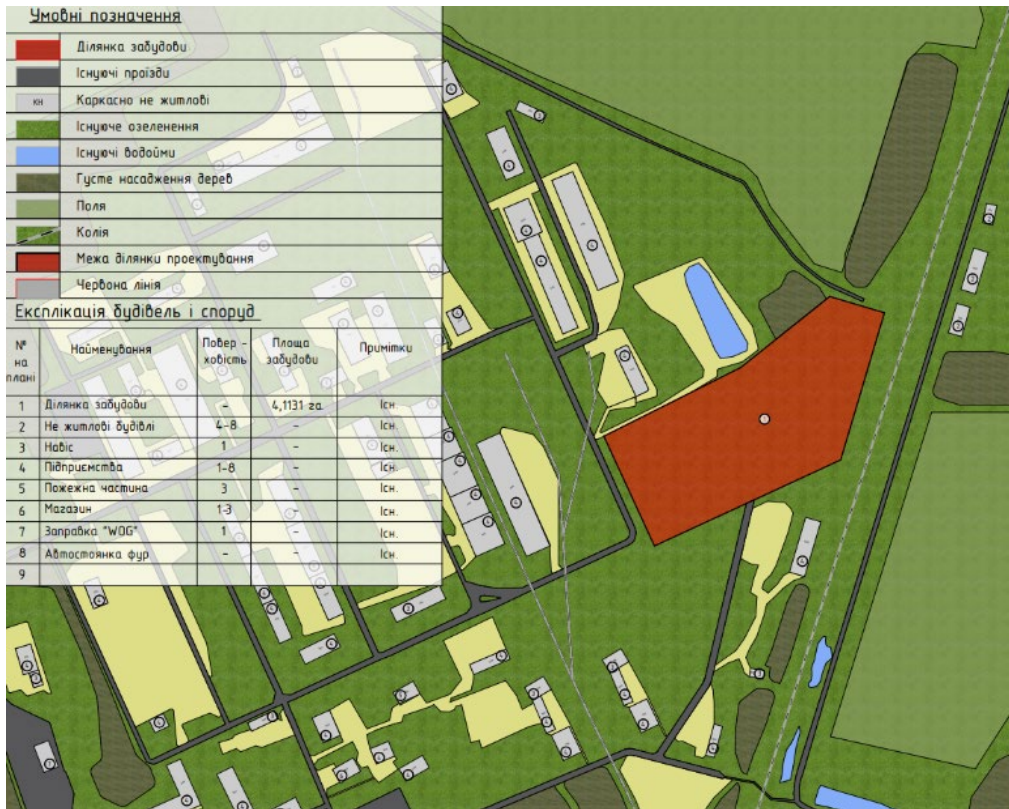 Умовні позначення
Ділянка забудови
Існуючі проїзди
КН Каркасно не житлові
Існуюче озеленення
Існуючі водойми
Густе насадження дерев
Поля
Колія
Межа ділянки проектування
Червона лінія
Експлікація будівель і споруд
№ на плані Найменування Повер - ховість Площа забудови Примітки
1 Ділянка забудови - 4,1131 га Існ.
2 Не житлові будівлі 4-8 - Існ.
3 Навіс 1 - Існ.
4 Підприємства 1-8 - Існ.
5 Пожежна частина 3 - Існ.
6 Магазин 1-3 - Існ.
7 Заправка "WOG" 1 - Існ.
8 Автостоянка фур - - Існ.
9